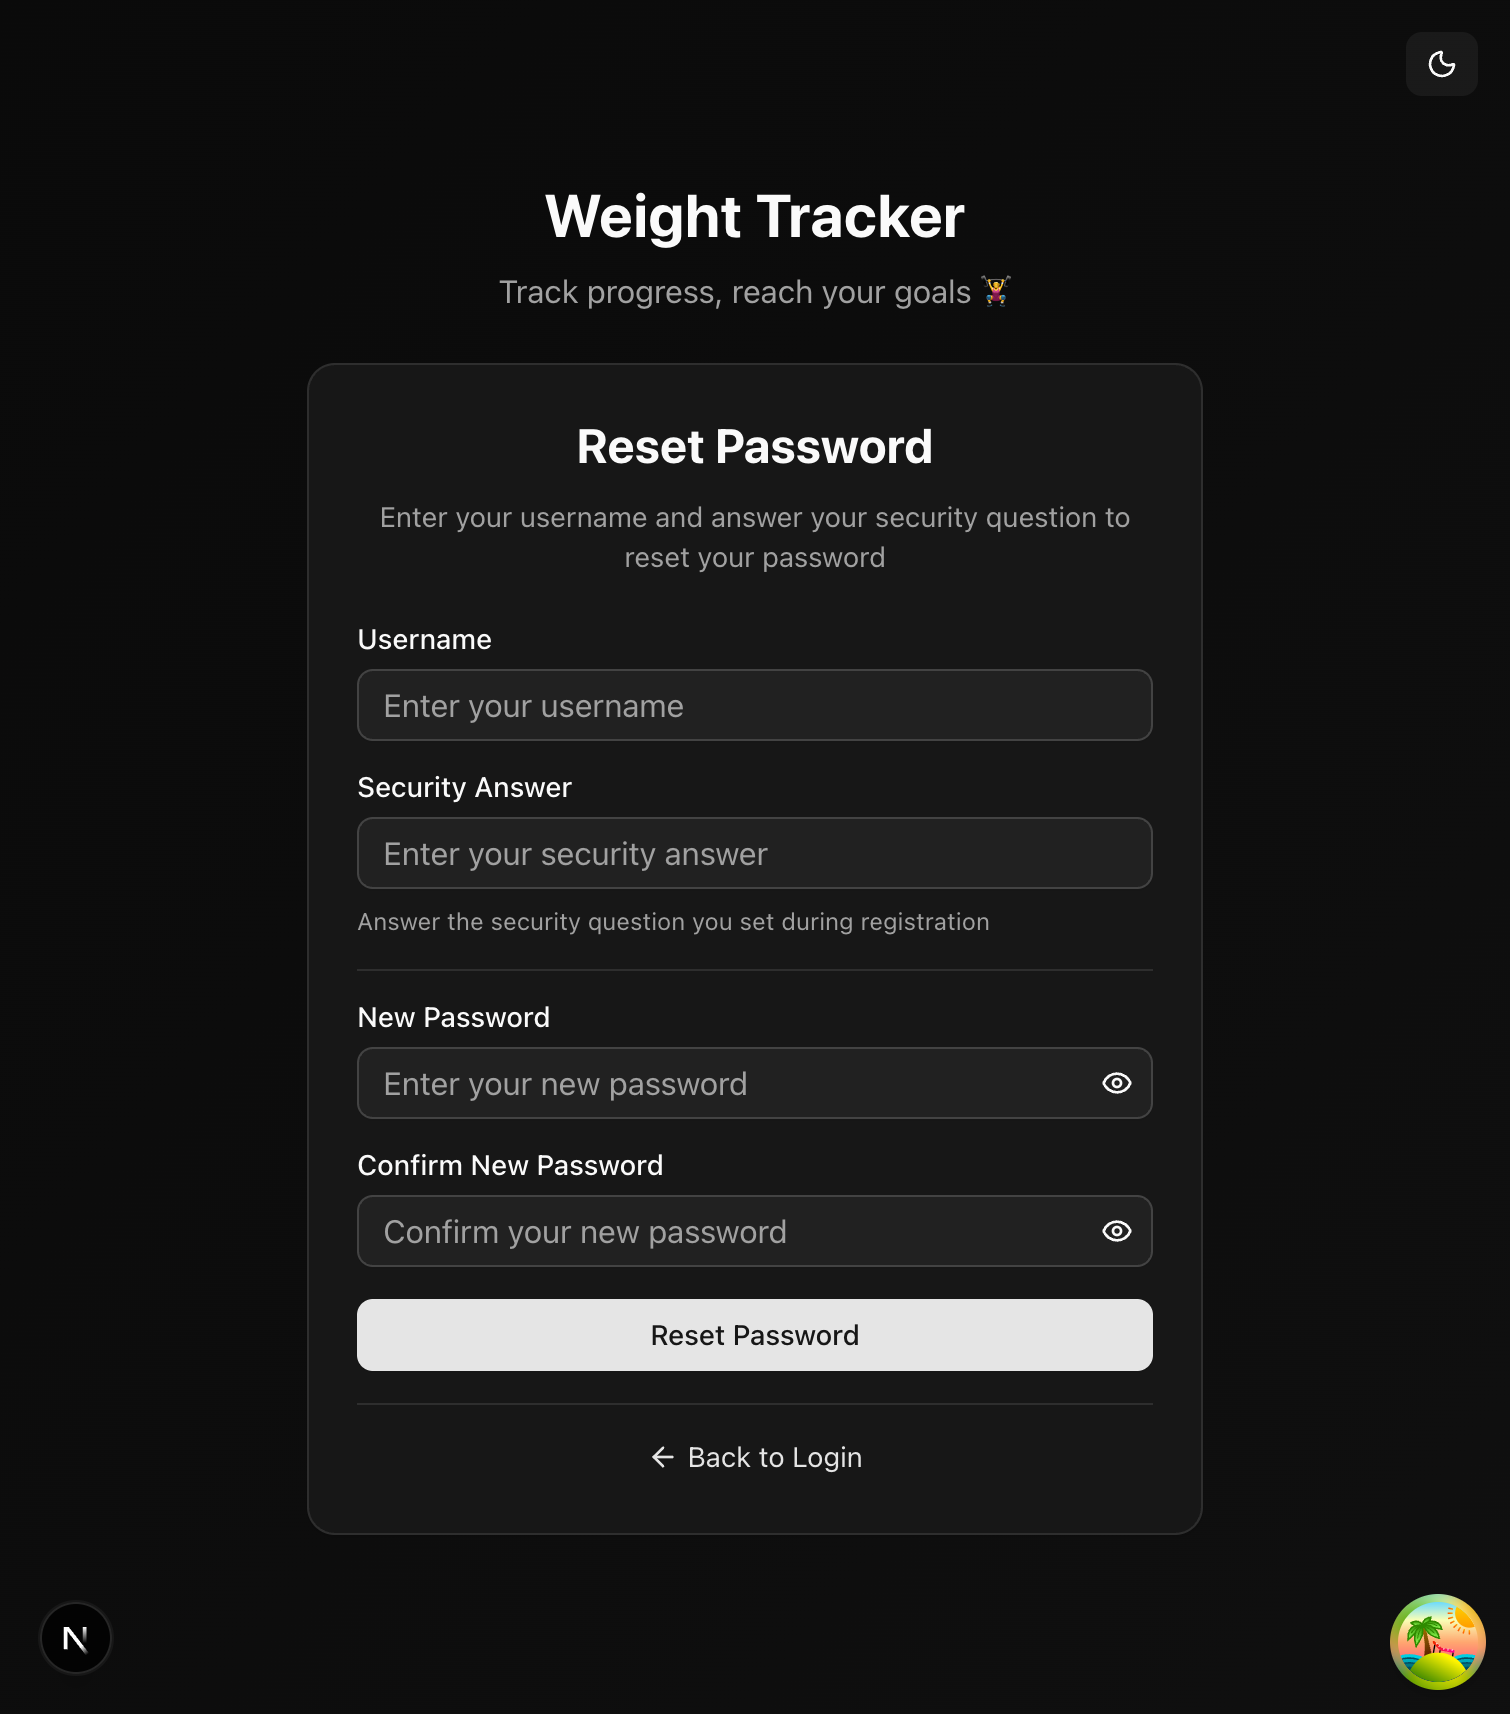 Weight Tracker
Track progress, reach your goals 🏋️
Reset Password
Enter your username and answer your security question to
reset your password
Username
Enter your username
Security Answer
Enter your security answer
Answer the security question you set during registration
New Password
Enter your new password
Confirm New Password
Confirm your new password
Reset Password
← Back to Login
N